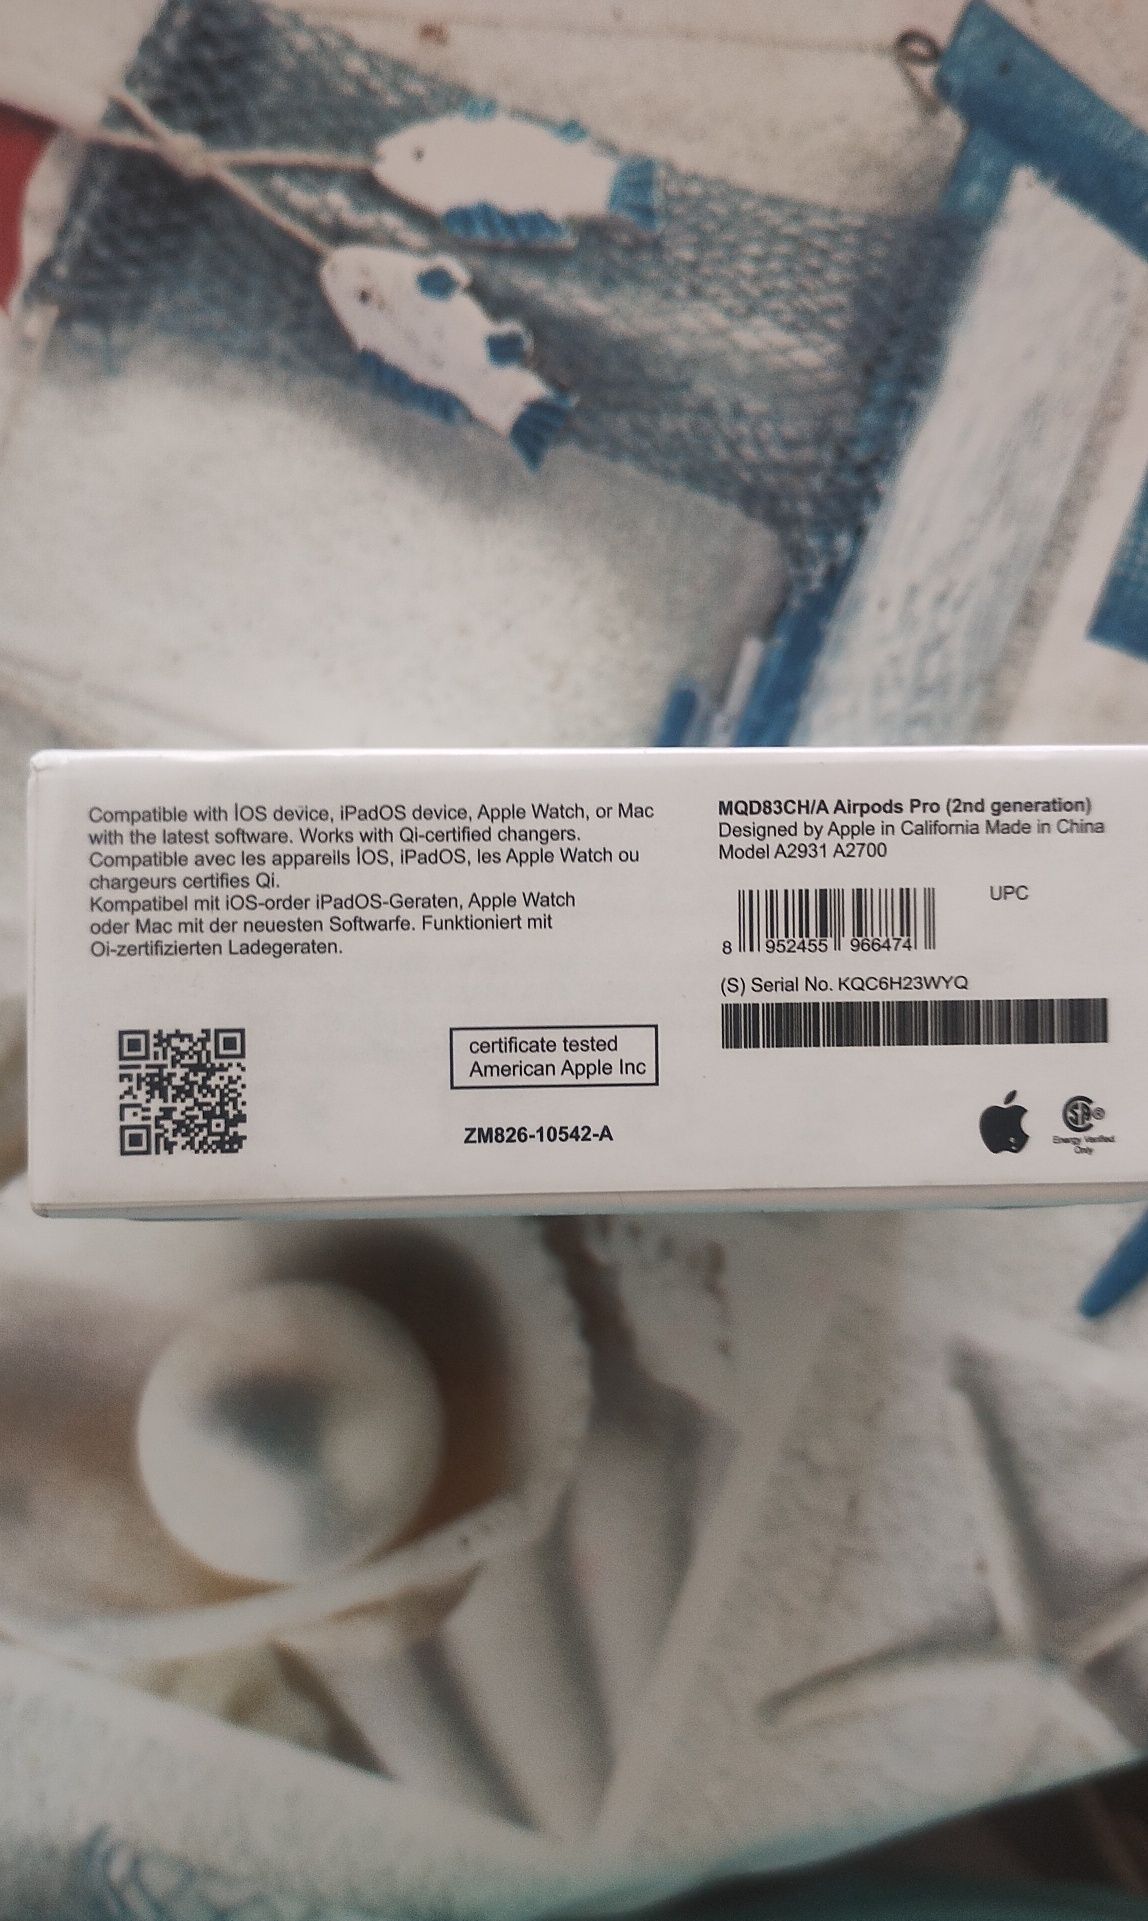 Compatible with İOS device, iPadOS device, Apple Watch, or Mac
with the latest software. Works with Qi-certified changers.
Compatible avec les appareils İOS, iPadOS, les Apple Watch ou
chargeurs certifies Qi.
Kompatibel mit iOS-order iPadOS-Geraten, Apple Watch
oder Mac mit der neuesten Softwarfe. Funktioniert mit
Oi-zertifizierten Ladegeraten.
certificate tested
American Apple Inc
ZM826-10542-A
MQD83CH/A Airpods Pro (2nd generation)
Designed by Apple in California Made in China
Model A2931 A2700
UPC
8 952455 966474
(S) Serial No. KQC6H23WYQ
SA®
Energy Verified
Only